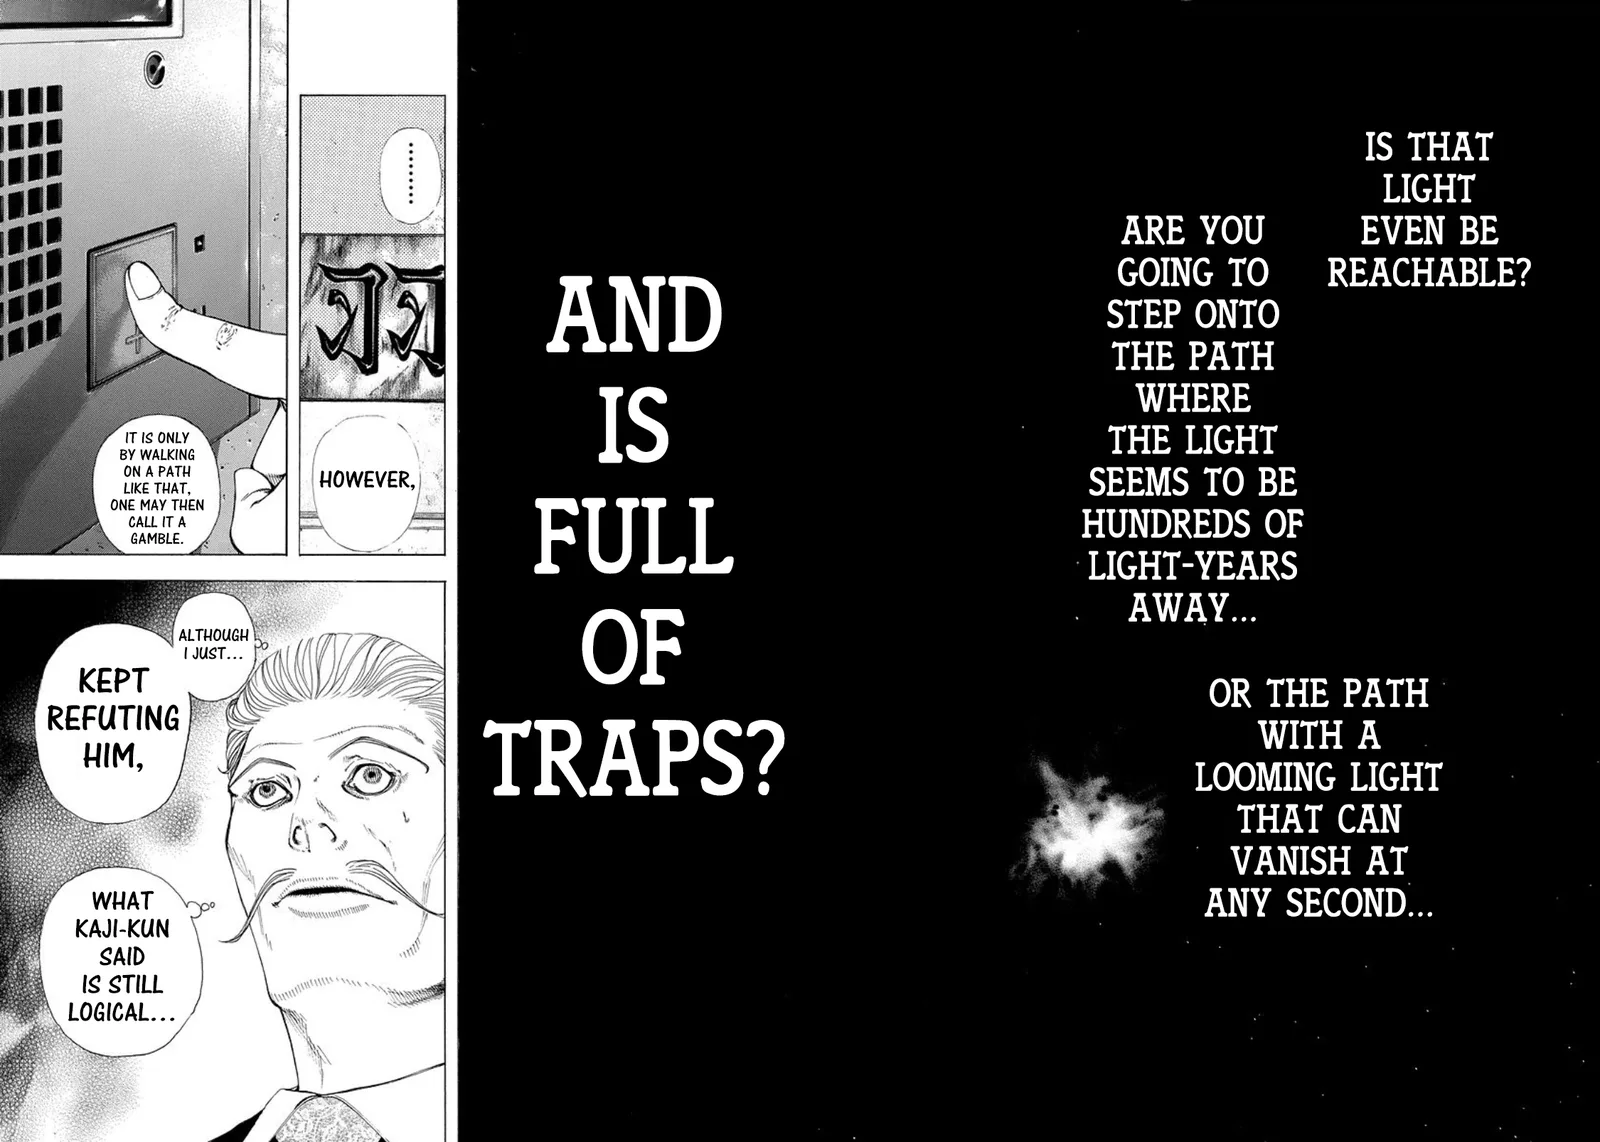 IS THAT
LIGHT
EVEN BE
REACHABLE?
ARE YOU
GOING TO
STEP ONTO
THE PATH
WHERE
THE LIGHT
SEEMS TO BE
HUNDREDS OF
LIGHT-YEARS
AWAY...
OR THE PATH
WITH A
LOOMING LIGHT
THAT CAN
VANISH AT
ANY SECOND...
AND
IS
FULL
OF
TRAPS?
.........
HOWEVER,
IT IS ONLY
BY WALKING
ON A PATH
LIKE THAT,
ONE MAY THEN
CALL IT A
GAMBLE.
ALTHOUGH
I JUST...
KEPT
REFUTING
HIM,
WHAT
KAJI-KUN
SAID
IS STILL
LOGICAL...